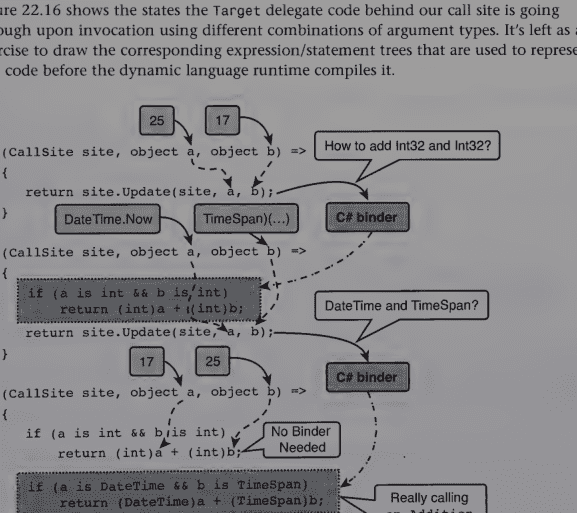 22.16 shows the states the Target delegate code behind our call site is going
upon invocation using different combinations of argument types. It's left as
to draw the corresponding expression/statement trees that are used to
code before the dynamic language runtime compiles it.
25 17
(CallSite site, object a, object b) => How to add Int32 and Int32?
{
return site.Update(site, a, b);
}
DateTime.Now TimeSpan)(...) C# binder
(CallSite site, object a, object b) =>
{
if (a is int && b is int)
return (int)a + (int)b;
DateTime and TimeSpan?
return site.Update(site, a, b);
}
17 25 C# binder
(CallSite site, object a, object b) =>
{
if (a is int && b is int)
return (int)a + (int)b;
No Binder
Needed
if (a is DateTime && b is TimeSpan)
return (DateTime)a + (TimeSpan)b;
Really calling